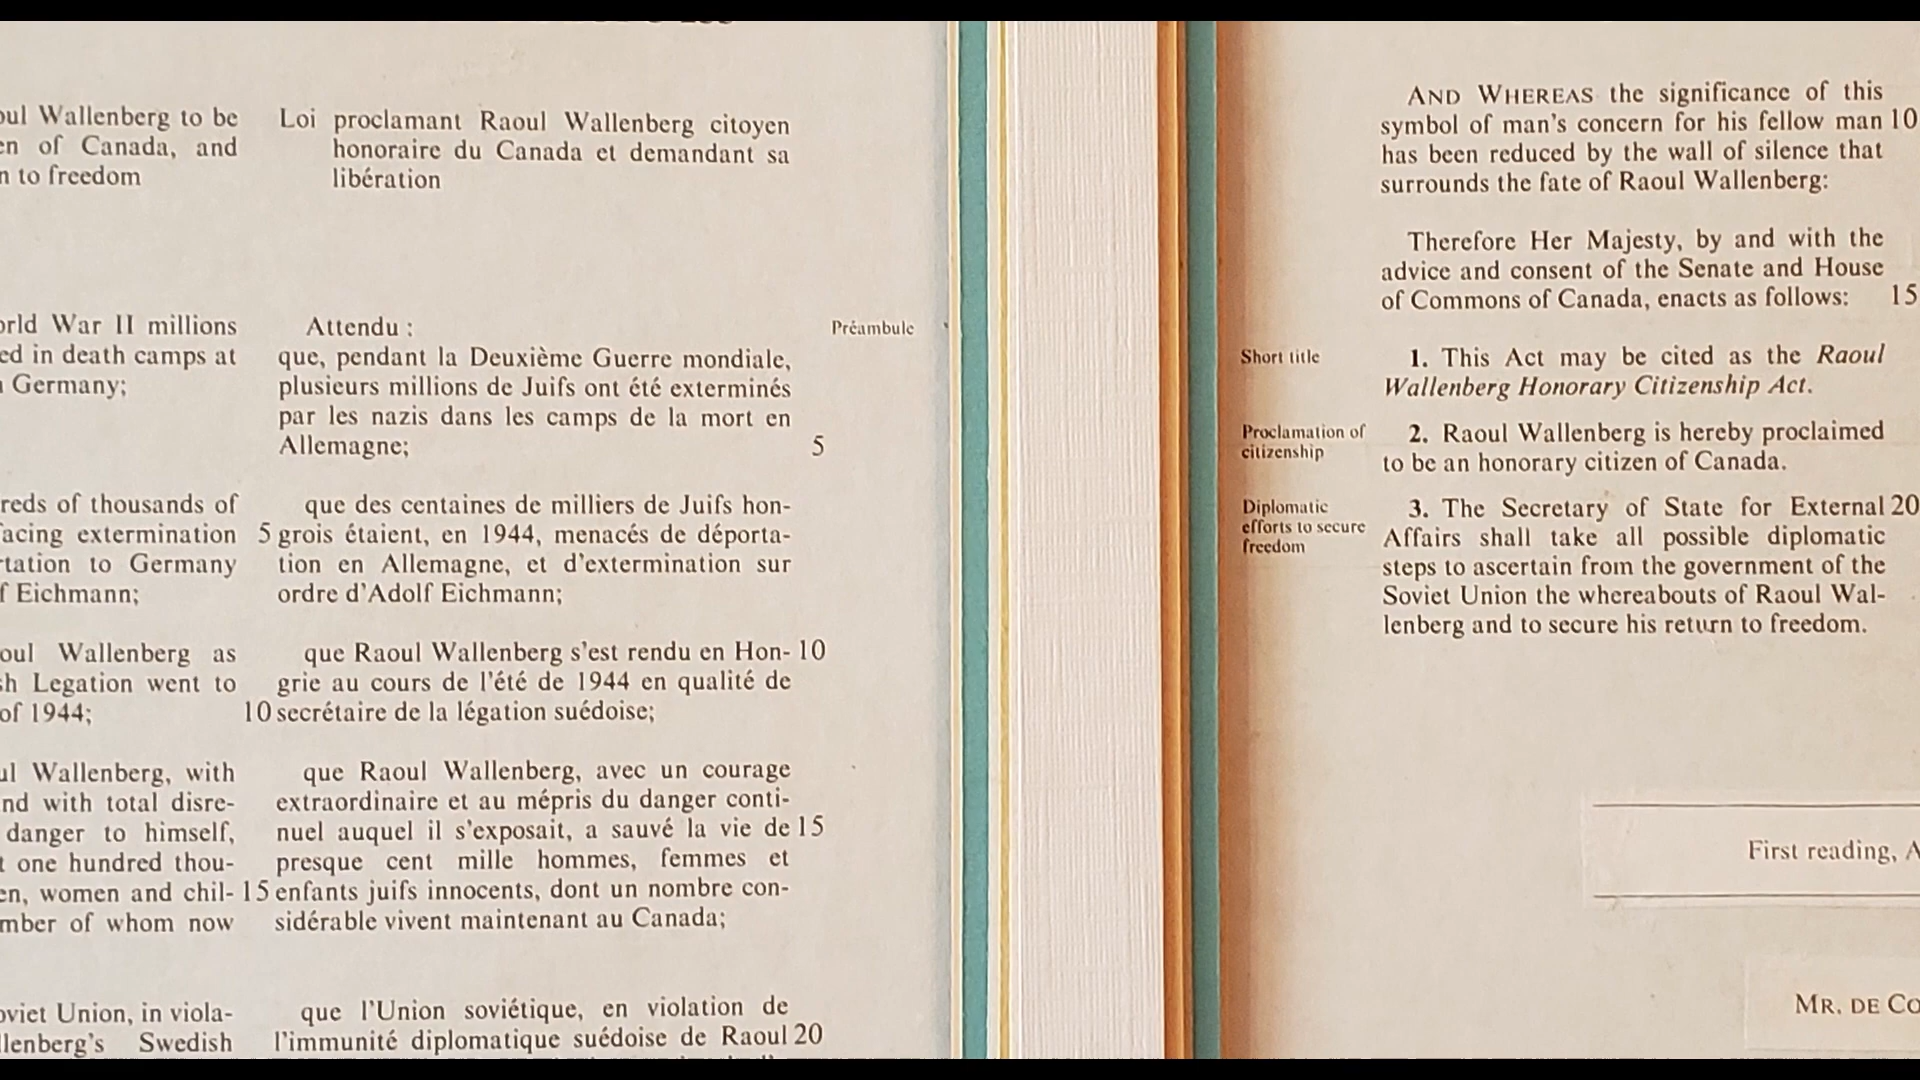 Wallenberg to be
of Canada, and
to freedom
War II millions
in death camps at
Germany;
of thousands of
extermination 5
to Germany
Eichmann;
Wallenberg as
Legation went to
of 1944; 10
Wallenberg, with
with total disre-
danger to himself,
one hundred thou-
women and chil- 15
of whom now
Union, in viola-
Swedish
Loi proclamant Raoul Wallenberg citoyen
honoraire du Canada et demandant sa
libération
Attendu :
Préambule
que, pendant la Deuxième Guerre mondiale,
plusieurs millions de Juifs ont été exterminés
par les nazis dans les camps de la mort en
Allemagne; 5
que des centaines de milliers de Juifs hon-
grois étaient, en 1944, menacés de déporta-
tion en Allemagne, et d'extermination sur
ordre d'Adolf Eichmann;
que Raoul Wallenberg s'est rendu en Hon- 10
grie au cours de l'été de 1944 en qualité de
secrétaire de la légation suédoise;
que Raoul Wallenberg, avec un courage
extraordinaire et au mépris du danger conti-
nuel auquel il s'exposait, a sauvé la vie de 15
presque cent mille hommes, femmes et
enfants juifs innocents, dont un nombre con-
sidérable vivent maintenant au Canada;
que l'Union soviétique, en violation de
l'immunité diplomatique suédoise de Raoul 20
AND WHEREAS the significance of this
symbol of man's concern for his fellow man 10
has been reduced by the wall of silence that
surrounds the fate of Raoul Wallenberg:
Therefore Her Majesty, by and with the
advice and consent of the Senate and House
of Commons of Canada, enacts as follows: 15
Short title
1. This Act may be cited as the Raoul
Wallenberg Honorary Citizenship Act.
Proclamation of
citizenship
2. Raoul Wallenberg is hereby proclaimed
to be an honorary citizen of Canada.
Diplomatic
efforts to secure
freedom
3. The Secretary of State for External 20
Affairs shall take all possible diplomatic
steps to ascertain from the government of the
Soviet Union the whereabouts of Raoul Wal-
lenberg and to secure his return to freedom.
First reading,
MR. DE